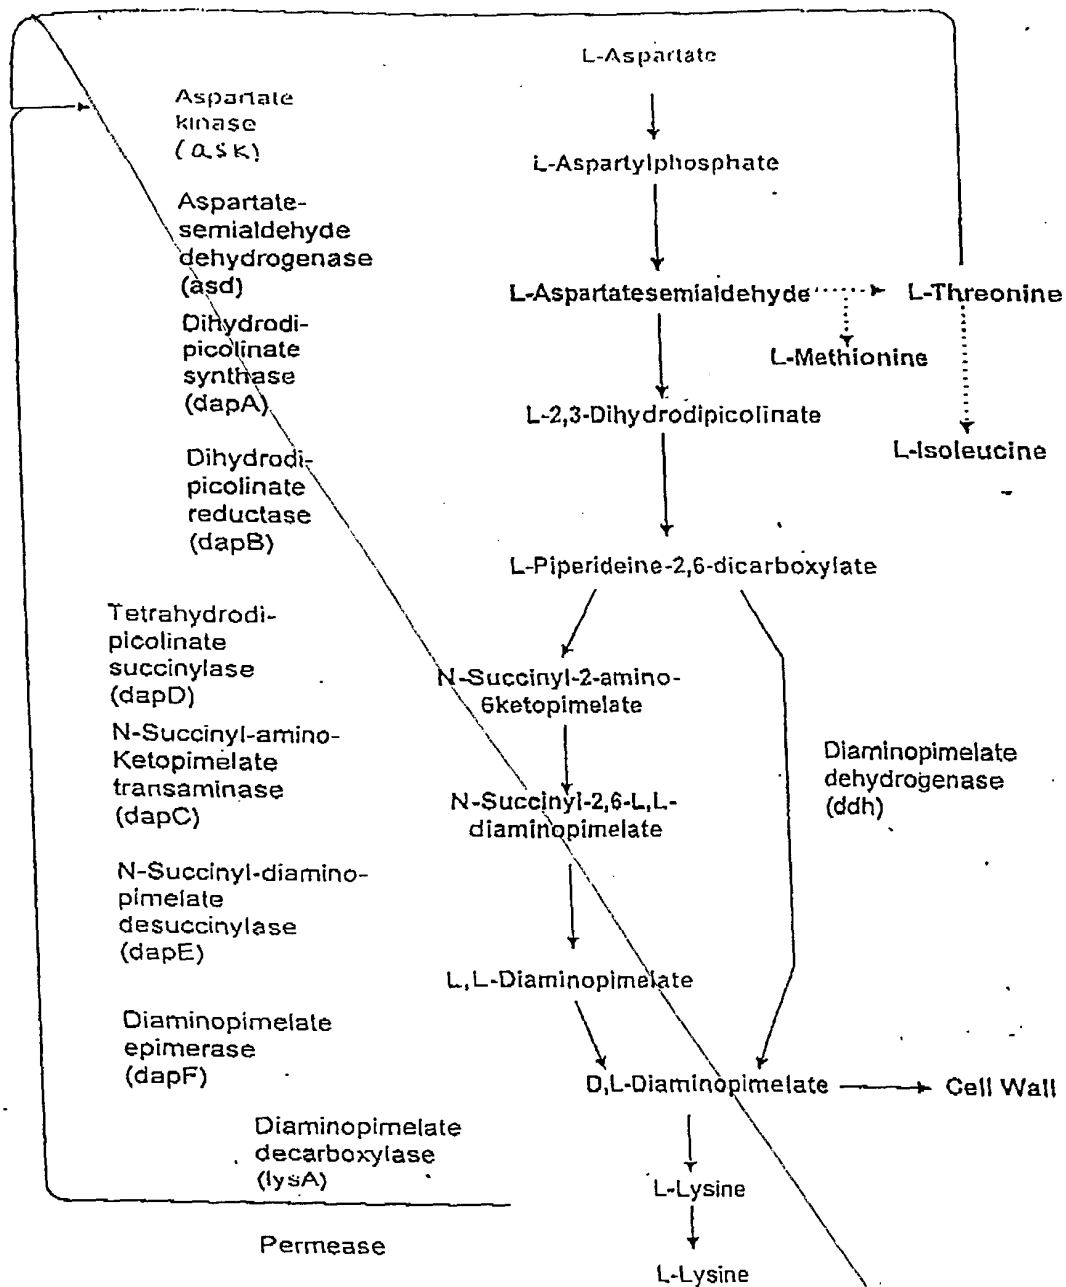 L-Aspartate
Aspartate
kinase
(ask)
L-Aspartylphosphate
Aspartate-
semialdehyde
dehydrogenase
(asd)
L-Aspartatesemialdehyde
L-Threonine
L-Methionine
Dihydrodi-
picolinate
synthase
(dapA)
L-2,3-Dihydrodipicolinate
L-Isoleucine
Dihydrodi-
picolinate
reductase
(dapB)
L-Piperideine-2,6-dicarboxylate
Tetrahydrodi-
picolinate
succinylase
(dapD)
N-Succinyl-2-amino-
6ketopimelate
N-Succinyl-amino-
Ketopimelate
transaminase
(dapC)
Diaminopimelate
dehydrogenase
(ddh)
N-Succinyl-2,6-L,L-
diaminopimelate
N-Succinyl-diamino-
pimelate
desuccinylase
(dapE)
L,L-Diaminopimelate
Diaminopimelate
epimerase
(dapF)
D,L-Diaminopimelate
Cell Wall
Diaminopimelate
decarboxylase
(lysA)
L-Lysine
Permease
L-Lysine